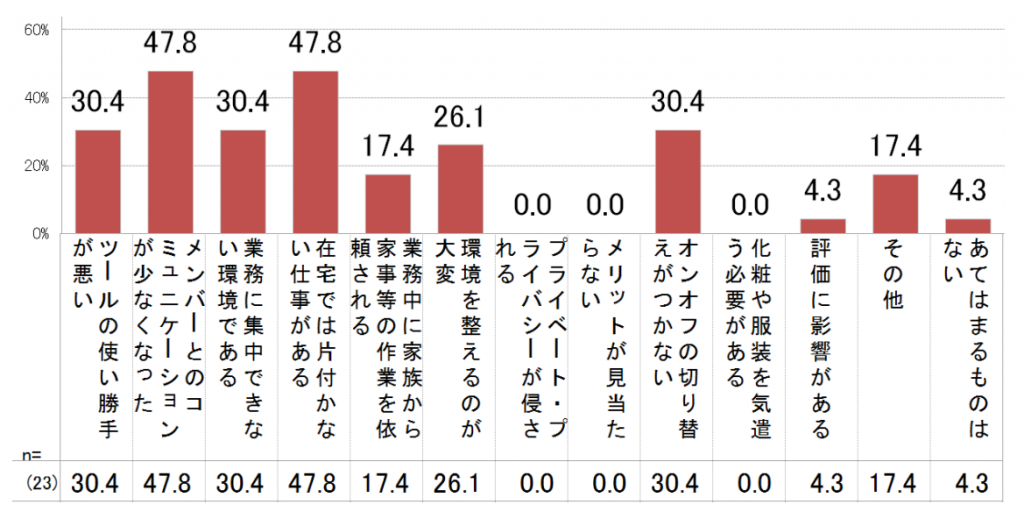 60%
40%
20%
0%
30.4
47.8
30.4
47.8
17.4
26.1
0.0
0.0
30.4
0.0
4.3
17.4
4.3
ツールの使い勝手
が悪い
メンバーとのコ
ミュニケーション
が少なくなった
業務に集中できな
い環境である
在宅では片付かな
い仕事がある
業務中に家族から
家事等の作業を依
頼される
環境を整えるのが
大変
プライベート・プ
ライバシーが侵さ
れる
メリットが見当た
らない
オンオフの切り替
えがつかない
化粧や服装を気遣
う必要がある
評価に影響がある
その他
あてはまるものは
ない
n=
(23)
30.4
47.8
30.4
47.8
17.4
26.1
0.0
0.0
30.4
0.0
4.3
17.4
4.3